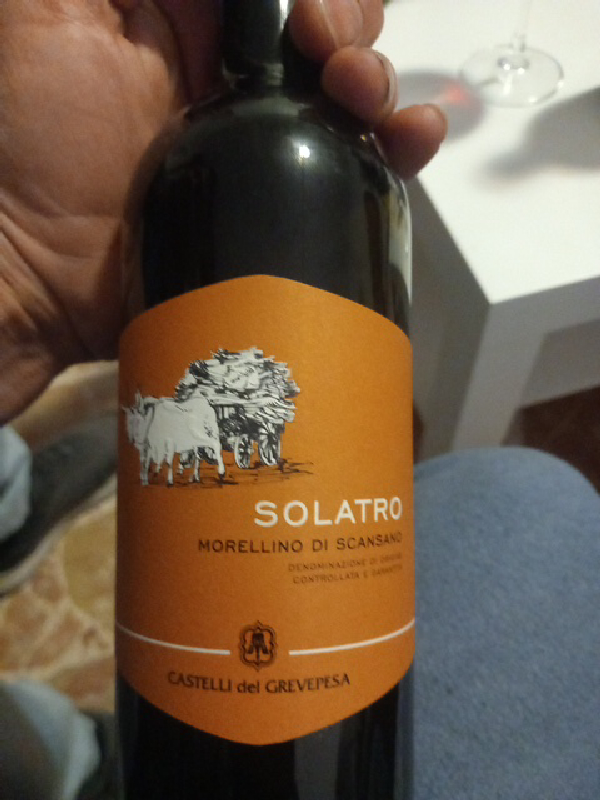 SOLATRO
MORELLINO DI SCANSANO
DENOMINAZIONE DI ORIGINE
CONTROLLATA E GARANTITA
CASTELLI del GREVEPESA